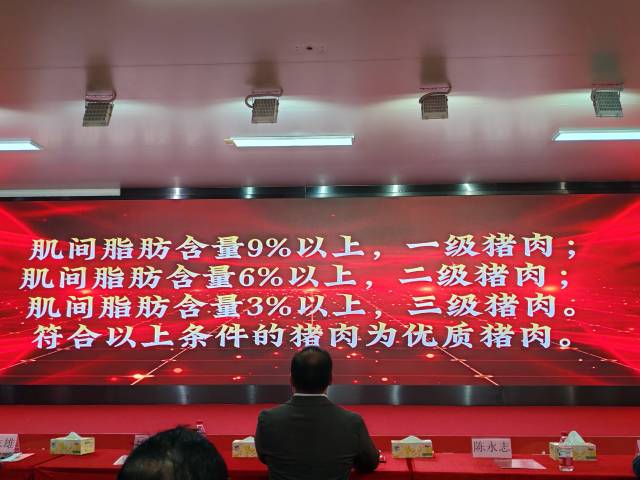 肌间脂肪含量9%以上，一级猪肉；
肌间脂肪含量6%以上，二级猪肉；
肌间脂肪含量3%以上，三级猪肉。
符合以上条件的猪肉为优质猪肉。
雄
陈永志